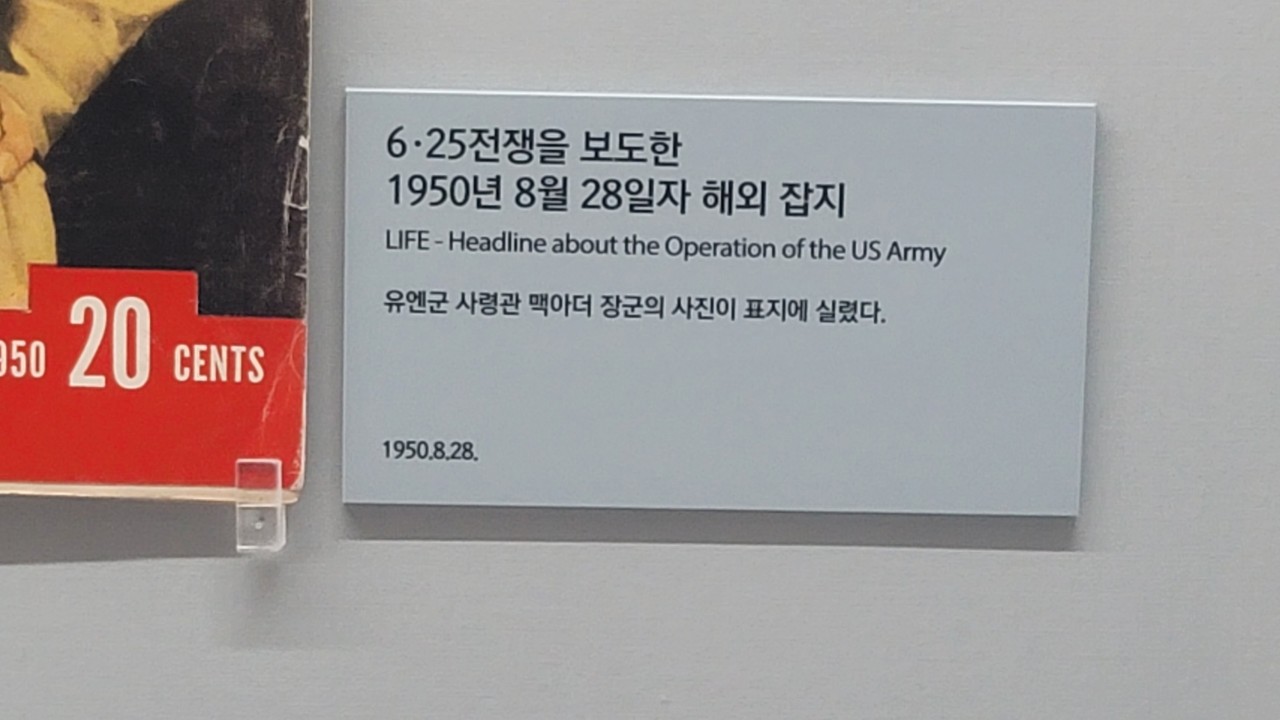 6·25전쟁을 보도한
1950년 8월 28일자 해외 잡지
LIFE - Headline about the Operation of the US Army
유엔군 사령관 맥아더 장군의 사진이 표지에 실렸다.
1950.8.28.
950 20 CENTS